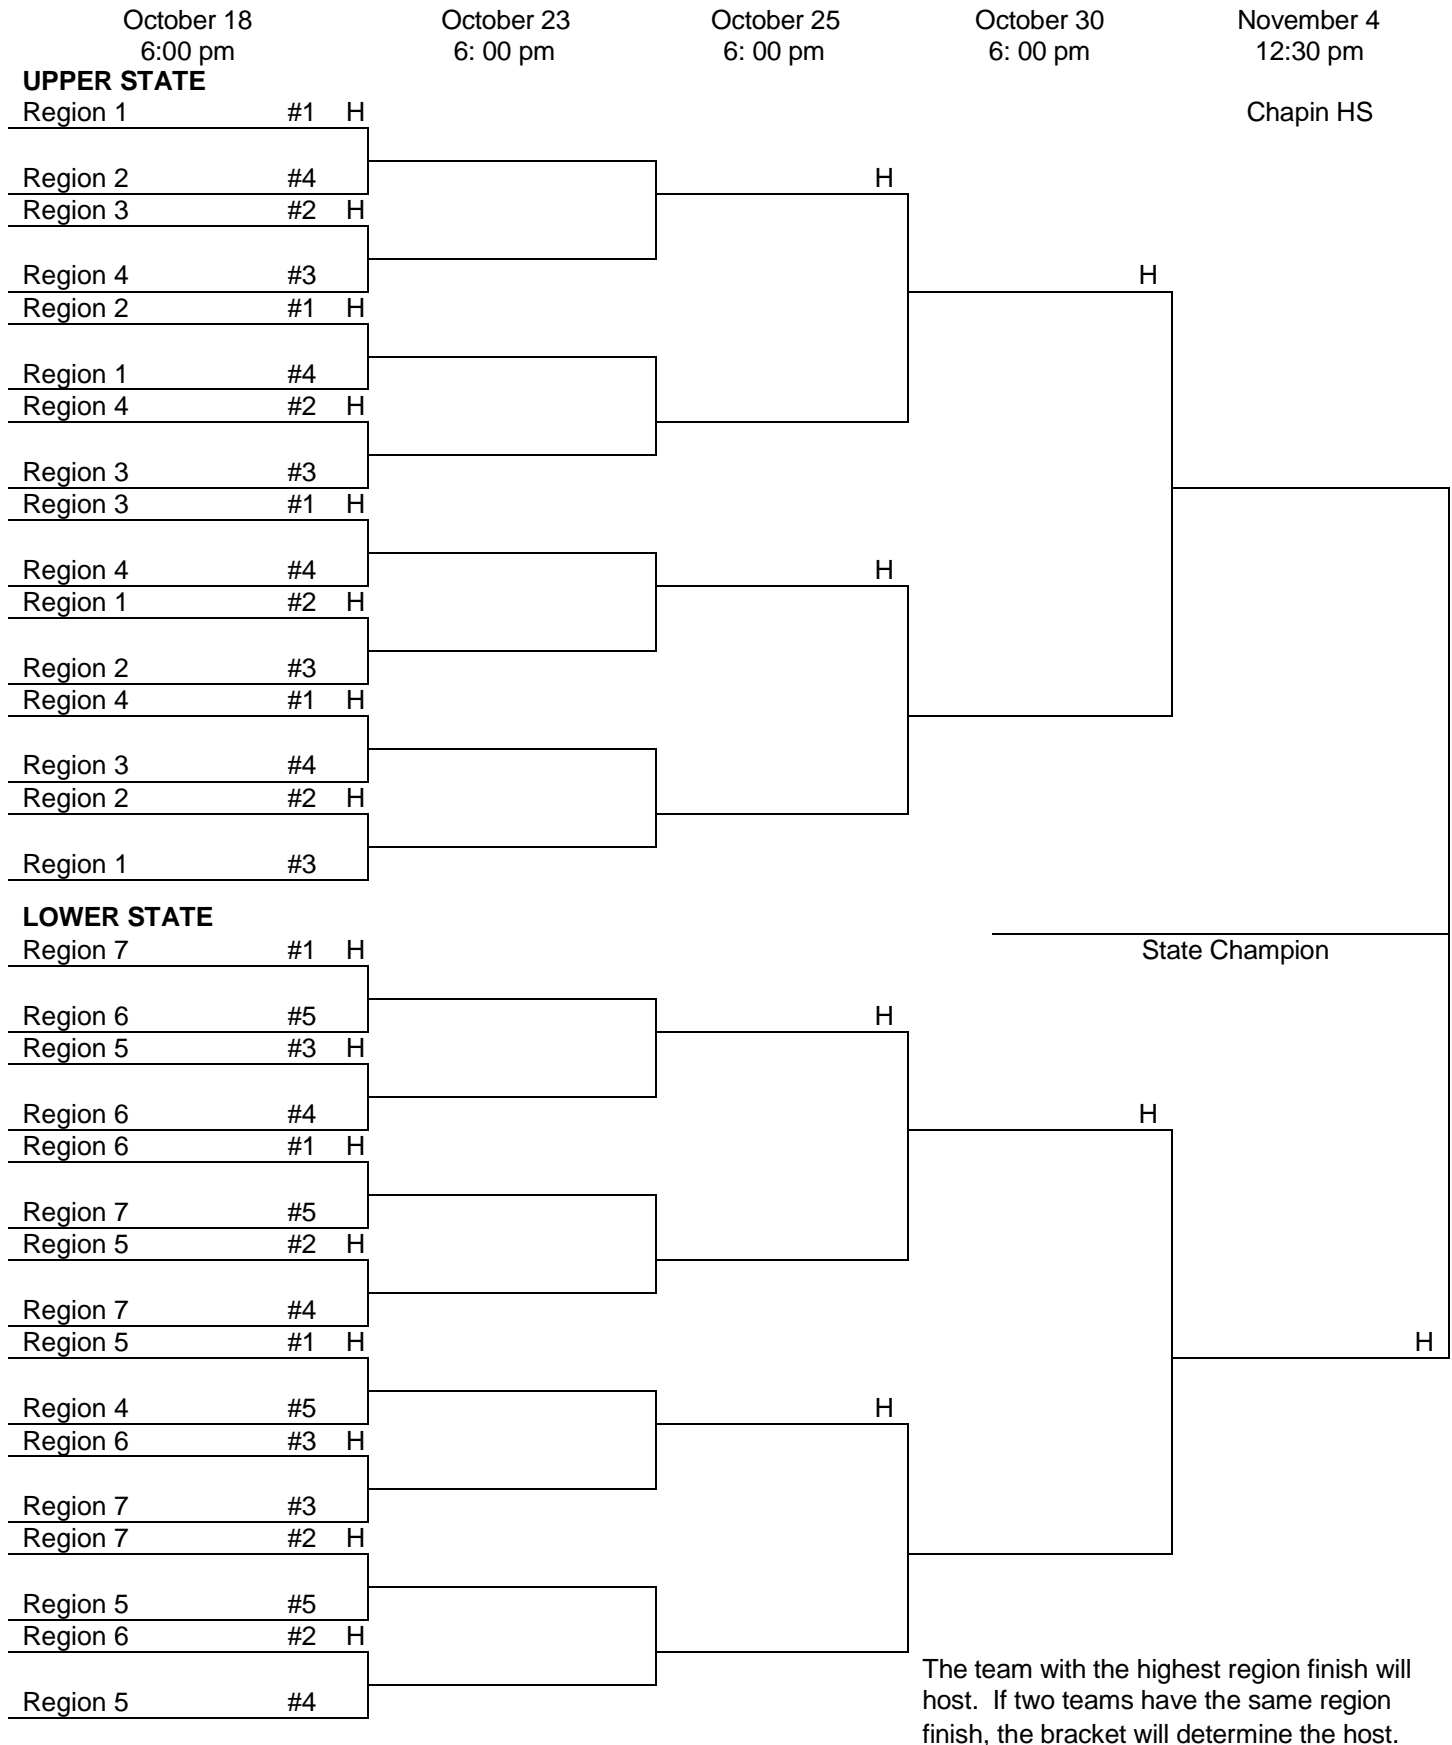 October 18 October 23 October 25 October 30 November 4
6:00 pm 6: 00 pm 6: 00 pm 6: 00 pm 12:30 pm
UPPER STATE
Region 1 #1 H Chapin HS
Region 2 #4 H
Region 3 #2 H
Region 4 #3 H
Region 2 #1 H
Region 1 #4
Region 4 #2 H
Region 3 #3
Region 3 #1 H
Region 4 #4 H
Region 1 #2 H
Region 2 #3
Region 4 #1 H
Region 3 #4
Region 2 #2 H
Region 1 #3
LOWER STATE
Region 7 #1 H State Champion
Region 6 #5 H
Region 5 #3 H
Region 6 #4 H
Region 6 #1 H
Region 7 #5
Region 5 #2 H
Region 7 #4
Region 5 #1 H H
Region 4 #5 H
Region 6 #3 H
Region 7 #3
Region 7 #2 H
Region 5 #5
Region 6 #2 H
The team with the highest region finish will
Region 5 #4 host. If two teams have the same region
finish, the bracket will determine the host.